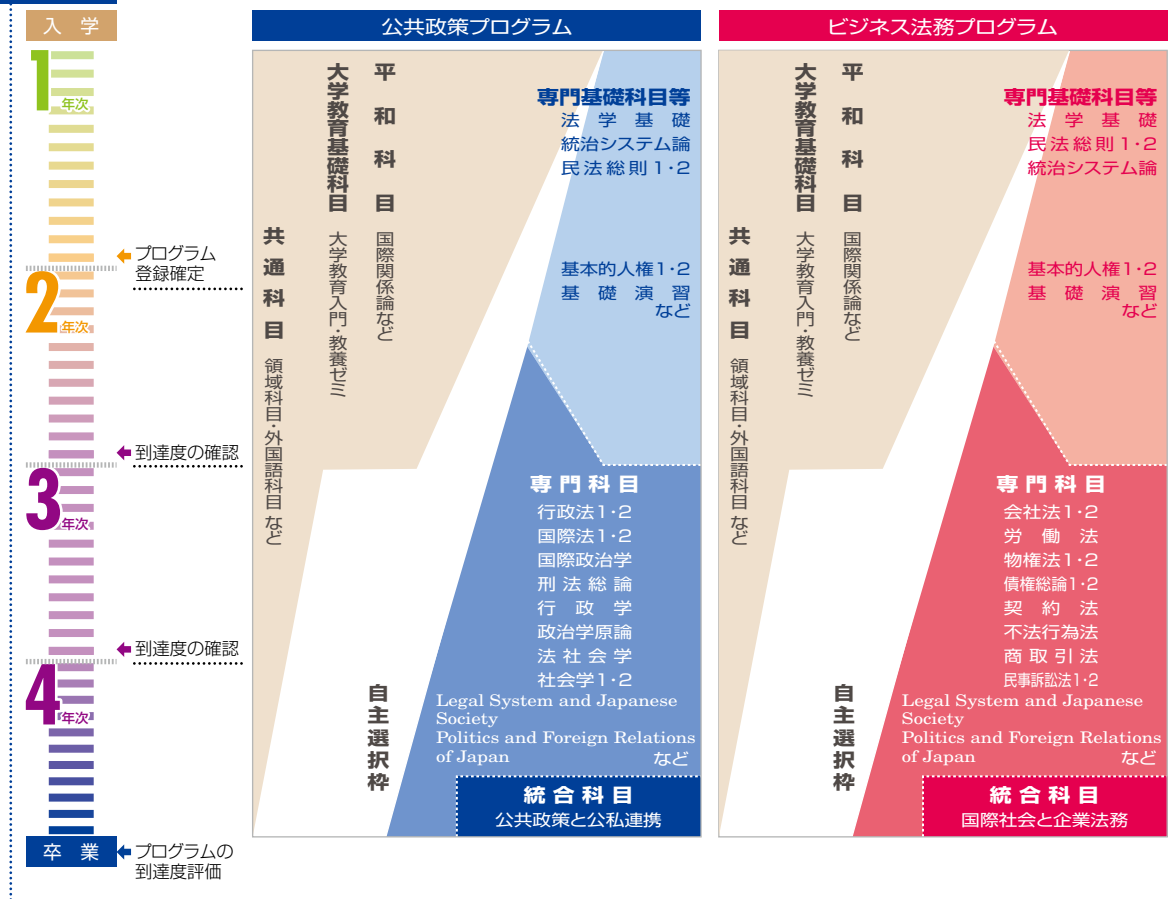 入学
1年次
プログラム
登録確定
2年次
到達度の確認
3年次
到達度の確認
4年次
卒業
プログラムの
到達度評価
公共政策プログラム
共通科目 領域科目・外国語科目 など
大学教育基礎科目 大学教育入門・教養ゼミ
平和科目 国際関係論など
専門基礎科目等
法学基礎
統治システム論
民法総則1・2
基本的人権1・2
基礎演習
など
専門科目
行政法1・2
国際法1・2
国際政治学
刑法総論
行政学
政治学原論
法社会学
社会学1・2
Legal System and Japanese
Society
Politics and Foreign Relations
of Japan など
自主選択枠
統合科目
公共政策と公私連携
ビジネス法務プログラム
共通科目 領域科目・外国語科目 など
大学教育基礎科目 大学教育入門・教養ゼミ
平和科目 国際関係論など
専門基礎科目等
法学基礎
民法総則1・2
統治システム論
基本的人権1・2
基礎演習
など
専門科目
会社法1・2
労働法
物権法1・2
債権総論1・2
契約法
不法行為法
商取引法
民事訴訟法1・2
Legal System and Japanese
Society
Politics and Foreign Relations
of Japan など
自主選択枠
統合科目
国際社会と企業法務